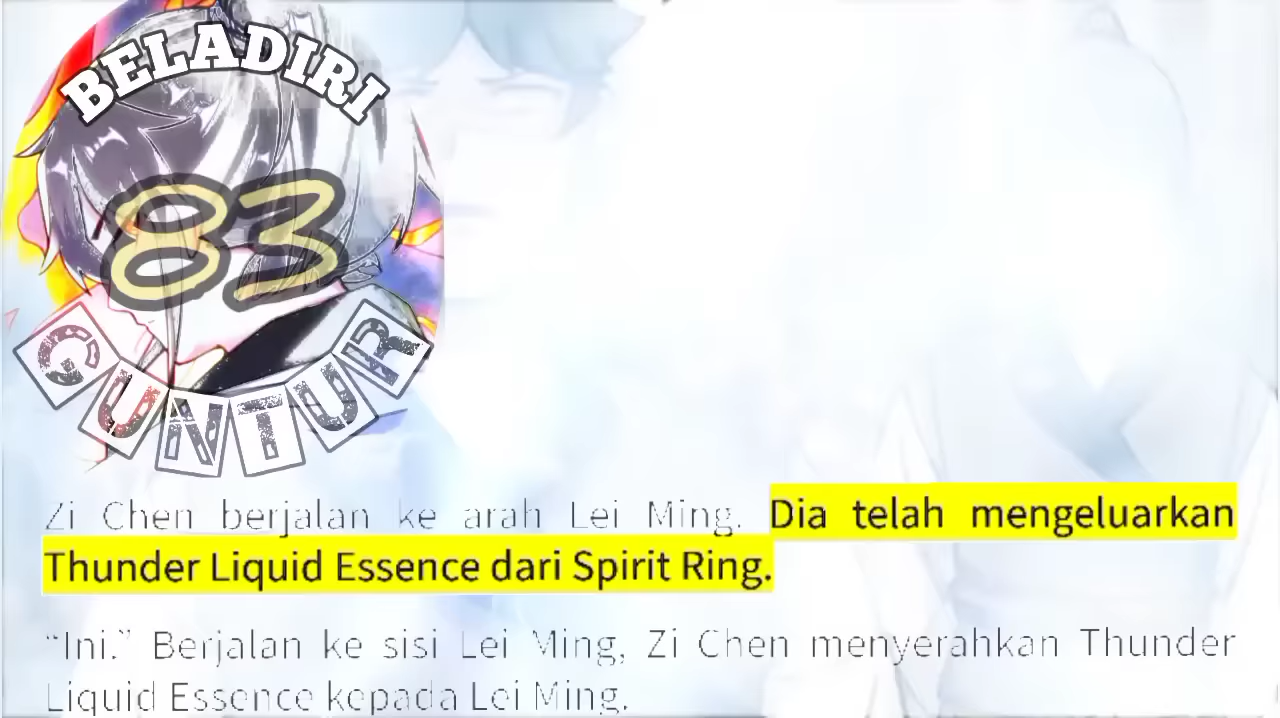 BELADIRI
83
GUNTUR
Zi Chen berjalan ke arah Lei Ming. Dia telah mengeluarkan
Thunder Liquid Essence dari Spirit Ring.
“Ini.” Berjalan ke sisi Lei Ming, Zi Chen menyerahkan Thunder
Liquid Essence kepada Lei Ming.